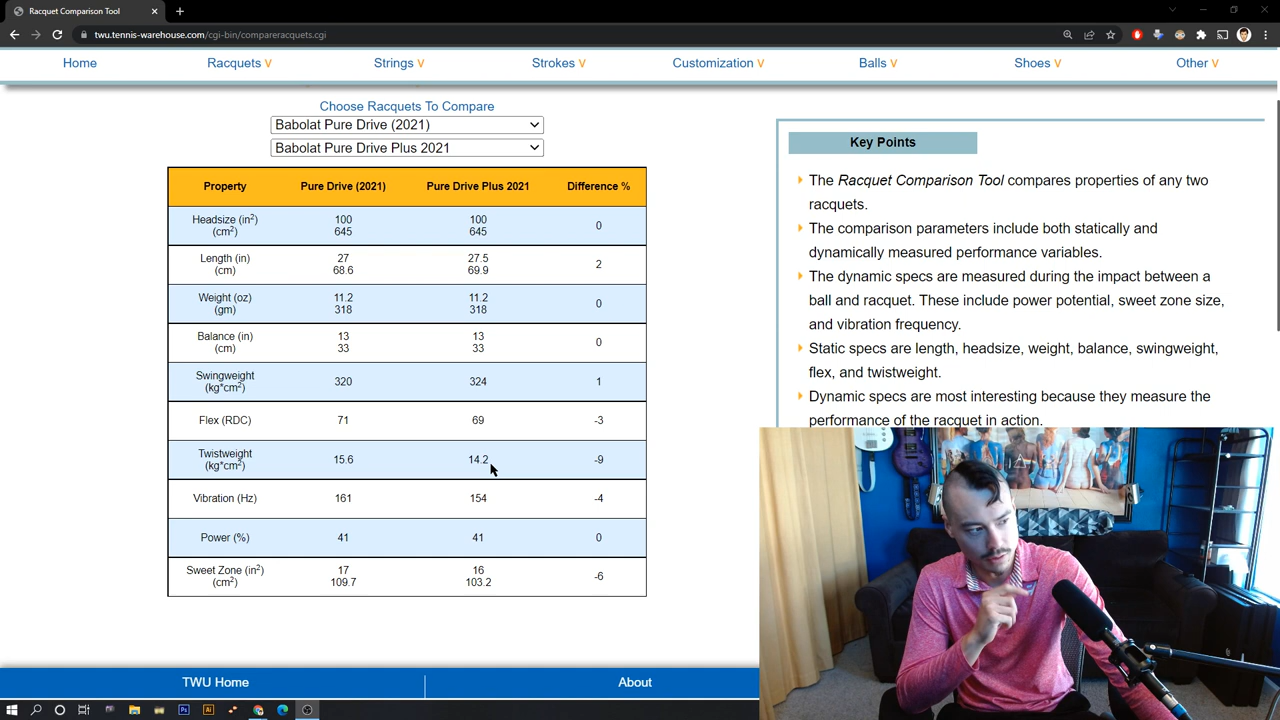 Racquet Comparison Tool
twu.tennis-warehouse.com/cgi-bin/compareracquets.cgi
Home Racquets V Strings V Strokes V Customization V Balls V Shoes V Other V
Choose Racquets To Compare
Babolat Pure Drive (2021)
Babolat Pure Drive Plus 2021
Property Pure Drive (2021) Pure Drive Plus 2021 Difference %
Headsize (in²) 100 100
(cm²) 645 645 0
Length (in) 27 27.5
(cm) 68.6 69.9 2
Weight (oz) 11.2 11.2
(gm) 318 318 0
Balance (in) 13 13
(cm) 33 33 0
Swingweight
(kg*cm²) 320 324 1
Flex (RDC) 71 69 -3
Twistweight
(kg*cm²) 15.6 14.2 -9
Vibration (Hz) 161 154 -4
Power (%) 41 41 0
Sweet Zone (in²) 17 16
(cm²) 109.7 103.2 -6
Key Points
The Racquet Comparison Tool compares properties of any two
racquets.
The comparison parameters include both statically and
dynamically measured performance variables.
The dynamic specs are measured during the impact between a
ball and racquet. These include power potential, sweet zone size,
and vibration frequency.
Static specs are length, headsize, weight, balance, swingweight,
flex, and twistweight.
Dynamic specs are most interesting because they measure the
performance of the racquet in action.
TWU Home About